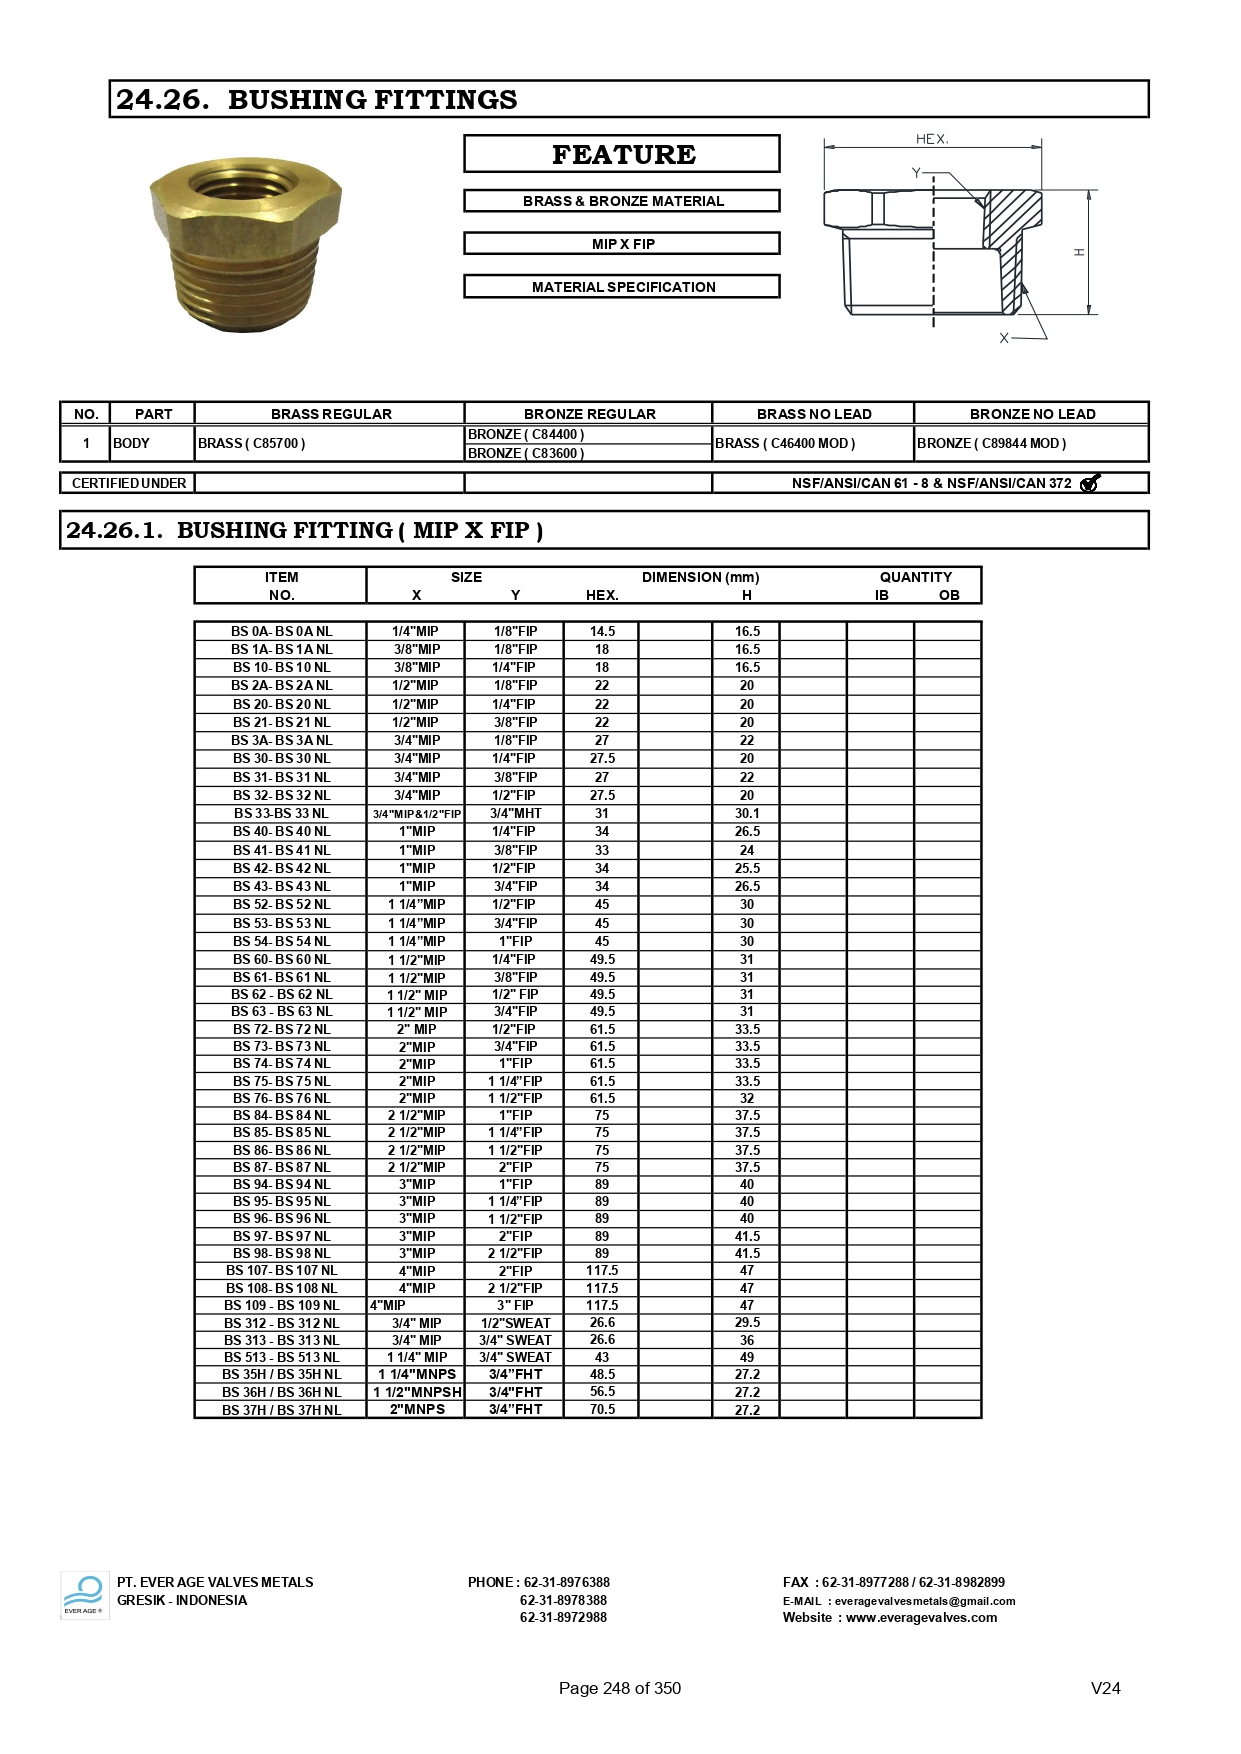 24.26. BUSHING FITTINGS
FEATURE
BRASS & BRONZE MATERIAL
MIP X FIP
MATERIAL SPECIFICATION
HEX.
Y
H
X
NO. PART BRASS REGULAR BRONZE REGULAR BRASS NO LEAD BRONZE NO LEAD
1 BODY BRASS ( C85700 ) BRONZE ( C84400 ) BRASS ( C46400 MOD ) BRONZE ( C89844 MOD )
BRONZE ( C83600 )
CERTIFIED UNDER NSF/ANSI/CAN 61 - 8 & NSF/ANSI/CAN 372
24.26.1. BUSHING FITTING ( MIP X FIP )
ITEM SIZE DIMENSION (mm) QUANTITY
NO. X Y HEX. H IB OB
BS 0A- BS 0A NL 1/4"MIP 1/8"FIP 14.5 16.5
BS 1A- BS 1A NL 3/8"MIP 1/8"FIP 18 16.5
BS 10- BS 10 NL 3/8"MIP 1/4"FIP 18 16.5
BS 2A- BS 2A NL 1/2"MIP 1/8"FIP 22 20
BS 20- BS 20 NL 1/2"MIP 1/4"FIP 22 20
BS 21- BS 21 NL 1/2"MIP 3/8"FIP 22 20
BS 3A- BS 3A NL 3/4"MIP 1/8"FIP 27 22
BS 30- BS 30 NL 3/4"MIP 1/4"FIP 27.5 20
BS 31- BS 31 NL 3/4"MIP 3/8"FIP 27 22
BS 32- BS 32 NL 3/4"MIP 1/2"FIP 27.5 20
BS 33-BS 33 NL 3/4"MIP&1/2"FIP 3/4"MHT 31 30.1
BS 40- BS 40 NL 1"MIP 1/4"FIP 34 26.5
BS 41- BS 41 NL 1"MIP 3/8"FIP 33 24
BS 42- BS 42 NL 1"MIP 1/2"FIP 34 25.5
BS 43- BS 43 NL 1"MIP 3/4"FIP 34 26.5
BS 52- BS 52 NL 1 1/4”MIP 1/2"FIP 45 30
BS 53- BS 53 NL 1 1/4”MIP 3/4"FIP 45 30
BS 54- BS 54 NL 1 1/4”MIP 1"FIP 45 30
BS 60- BS 60 NL 1 1/2"MIP 1/4"FIP 49.5 31
BS 61- BS 61 NL 1 1/2"MIP 3/8"FIP 49.5 31
BS 62 - BS 62 NL 1 1/2" MIP 1/2" FIP 49.5 31
BS 63 - BS 63 NL 1 1/2" MIP 3/4"FIP 49.5 31
BS 72- BS 72 NL 2" MIP 1/2"FIP 61.5 33.5
BS 73- BS 73 NL 2"MIP 3/4"FIP 61.5 33.5
BS 74- BS 74 NL 2"MIP 1"FIP 61.5 33.5
BS 75- BS 75 NL 2"MIP 1 1/4”FIP 61.5 33.5
BS 76- BS 76 NL 2"MIP 1 1/2"FIP 61.5 32
BS 84- BS 84 NL 2 1/2"MIP 1"FIP 75 37.5
BS 85- BS 85 NL 2 1/2"MIP 1 1/4”FIP 75 37.5
BS 86- BS 86 NL 2 1/2"MIP 1 1/2"FIP 75 37.5
BS 87- BS 87 NL 2 1/2"MIP 2"FIP 75 37.5
BS 94- BS 94 NL 3"MIP 1"FIP 89 40
BS 95- BS 95 NL 3"MIP 1 1/4”FIP 89 40
BS 96- BS 96 NL 3"MIP 1 1/2"FIP 89 40
BS 97- BS 97 NL 3"MIP 2"FIP 89 41.5
BS 98- BS 98 NL 3"MIP 2 1/2"FIP 89 41.5
BS 107- BS 107 NL 4"MIP 2"FIP 117.5 47
BS 108- BS 108 NL 4"MIP 2 1/2"FIP 117.5 47
BS 109 - BS 109 NL 4"MIP 3" FIP 117.5 47
BS 312 - BS 312 NL 3/4" MIP 1/2"SWEAT 26.6 29.5
BS 313 - BS 313 NL 3/4" MIP 3/4" SWEAT 26.6 36
BS 513 - BS 513 NL 1 1/4" MIP 3/4" SWEAT 43 49
BS 35H / BS 35H NL 1 1/4"MNPS 3/4”FHT 48.5 27.2
BS 36H / BS 36H NL 1 1/2"MNPSH 3/4"FHT 56.5 27.2
BS 37H / BS 37H NL 2"MNPS 3/4”FHT 70.5 27.2
EVER AGE ®
PT. EVER AGE VALVES METALS PHONE : 62-31-8976388 FAX : 62-31-8977288 / 62-31-8982899
GRESIK - INDONESIA 62-31-8978388 E-MAIL : everagevalvesmetals@gmail.com
62-31-8972988 Website : www.everagevalves.com
Page 248 of 350 V24